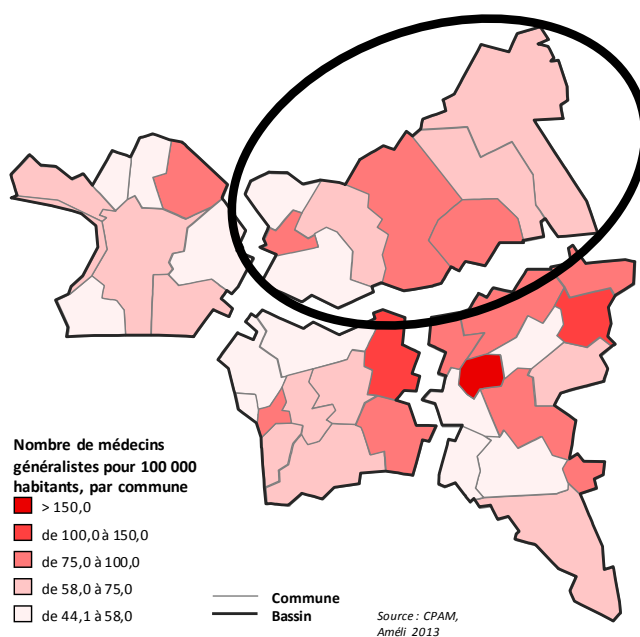 Nombre de médecins
généralistes pour 100 000
habitants, par commune
> 150,0
de 100,0 à 150,0
de 75,0 à 100,0
de 58,0 à 75,0
de 44,1 à 58,0
Commune
Bassin
Source : CPAM,
Améli 2013